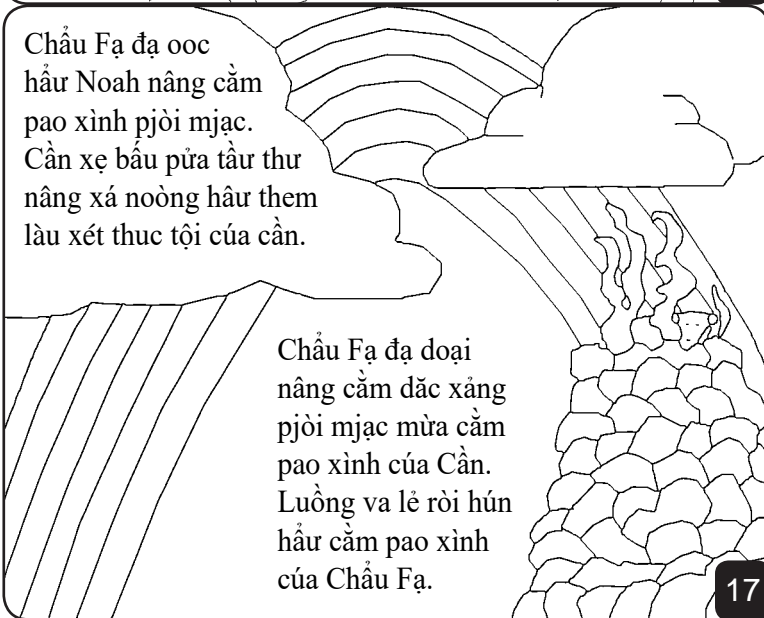 Chẩu Fạ đạ ooc
hẩư Noah nâng cằm
pao xình pjòi mjạc.
Cần xẹ bấu pửa tầư thư
nâng xá noòng hâư them
làu xét thuc tội cúa cần.
Chẩu Fạ đạ doại
nâng cằm dăc xảng
pjòi mjạc mừa cằm
pao xình cúa Cần.
Luồng va lẻ ròi hún
hẩư cằm pao xình
cúa Chẩu Fạ.
17